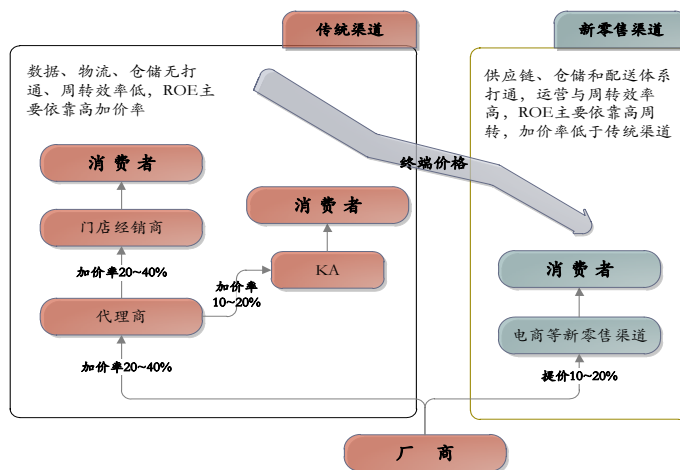 传统渠道
新零售渠道
数据、物流、仓储无打
通、周转效率低，ROE主
要依靠高加价率
供应链、仓储和配送体系
打通，运营与周转效率
高，ROE主要依靠高周
转，加价率低于传统渠道
终端价格
消费者
门店经销商
加价率20~40%
代理商
加价率20~40%
消费者
KA
加价率
10~20%
消费者
电商等新零售渠道
提价10~20%
厂 商